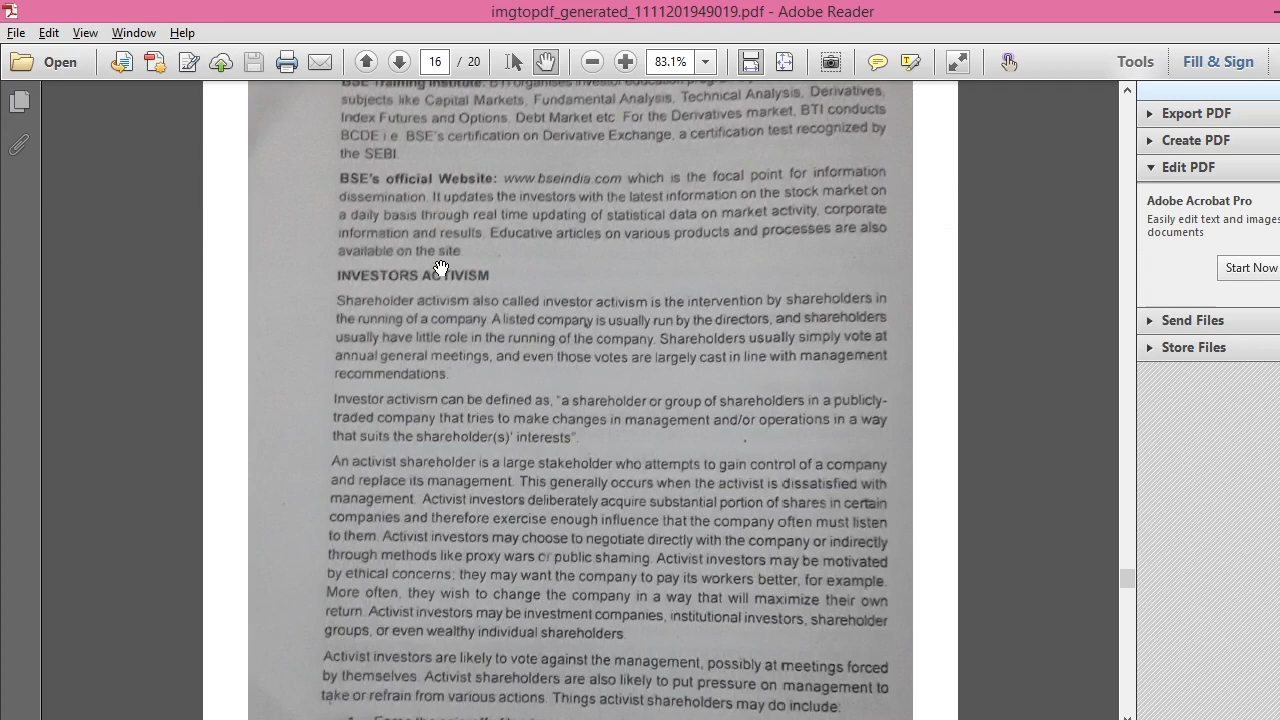 imgtopdf_generated_1111201949019.pdf - Adobe Reader
File Edit View Window Help
Open 16 / 20 83.1% Tools Fill & Sign
BSE Training Institute: BTI organises investor education
subjects like Capital Markets, Fundamental Analysis, Technical Analysis, Derivatives,
Index Futures and Options, Debt Market etc. For the Derivatives market, BTI conducts
BCDE i.e. BSE's certification on Derivative Exchange, a certification test recognized by
the SEBI.
BSE's official Website: www.bseindia.com which is the focal point for information
dissemination. It updates the investors with the latest information on the stock market on
a daily basis through real time updating of statistical data on market activity, corporate
information and results. Educative articles on various products and processes are also
available on the site.
INVESTORS ACTIVISM
Shareholder activism also called investor activism is the intervention by shareholders in
the running of a company. A listed company is usually run by the directors, and shareholders
usually have little role in the running of the company. Shareholders usually simply vote at
annual general meetings, and even those votes are largely cast in line with management
recommendations.
Investor activism can be defined as, "a shareholder or group of shareholders in a publicly-
traded company that tries to make changes in management and/or operations in a way
that suits the shareholder(s)' interests".
An activist shareholder is a large stakeholder who attempts to gain control of a company
and replace its management. This generally occurs when the activist is dissatisfied with
management. Activist investors deliberately acquire substantial portion of shares in certain
companies and therefore exercise enough influence that the company often must listen
to them. Activist investors may choose to negotiate directly with the company or indirectly
through methods like proxy wars or public shaming. Activist investors may be motivated
by ethical concerns; they may want the company to pay its workers better, for example.
More often, they wish to change the company in a way that will maximize their own
return. Activist investors may be investment companies, institutional investors, shareholder
groups, or even wealthy individual shareholders.
Activist investors are likely to vote against the management, possibly at meetings forced
by themselves. Activist shareholders are also likely to put pressure on management to
take or refrain from various actions. Things activist shareholders may do include:
Export PDF
Create PDF
Edit PDF
Adobe Acrobat Pro
Easily edit text and images
documents
Start Now
Send Files
Store Files